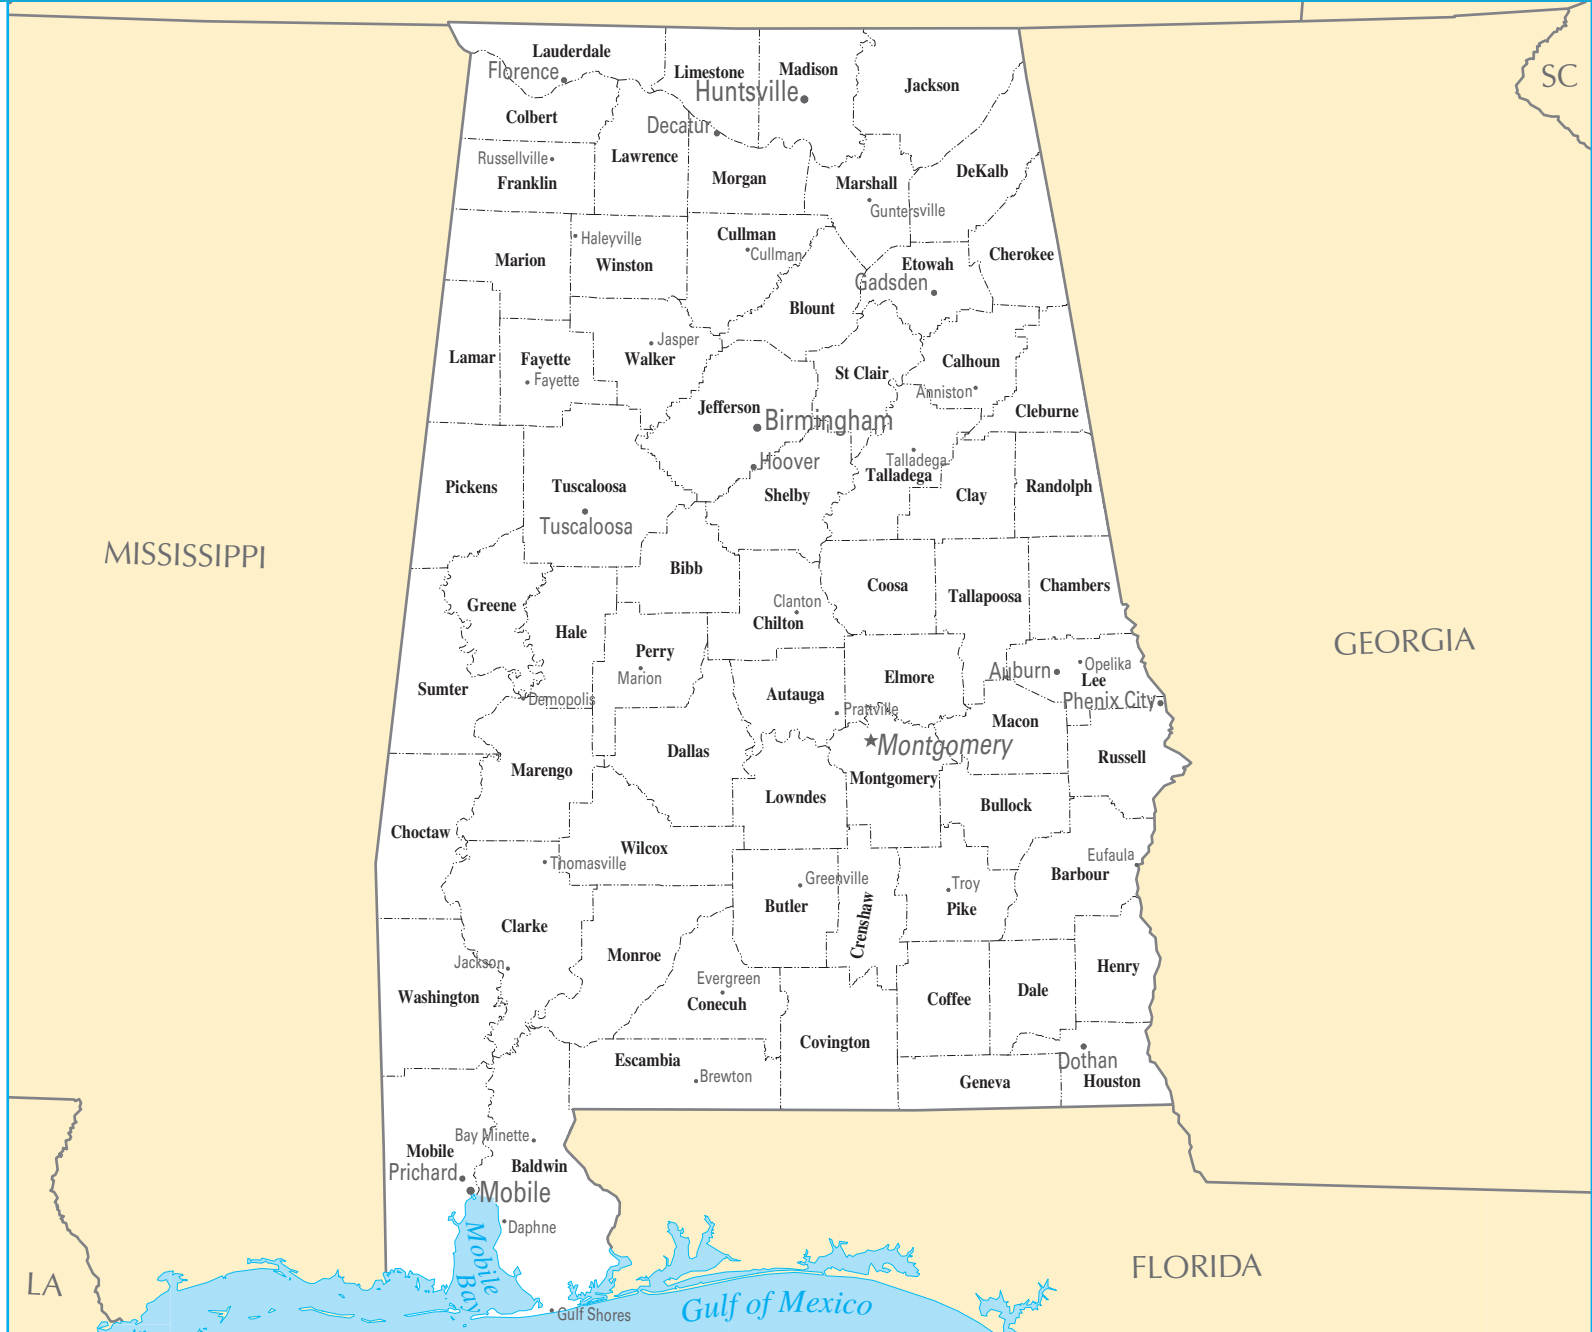 Lauderdale
Florence
Limestone
Madison
Huntsville
Jackson
SC
Colbert
Decatur
Russellville
Franklin
Lawrence
Morgan
Marshall
Guntersville
DeKalb
Marion
Haleyville
Winston
Cullman
Cullman
Etowah
Gadsden
Cherokee
Blount
Lamar
Fayette
Fayette
Jasper
Walker
St Clair
Calhoun
Anniston
Jefferson
Birmingham
Cleburne
Hoover
Talladega
Talladega
Pickens
Tuscaloosa
Tuscaloosa
Shelby
Clay
Randolph
MISSISSIPPI
Bibb
Coosa
Tallapoosa
Chambers
Greene
Hale
Clanton
Chilton
GEORGIA
Perry
Marion
Sumter
Demopolis
Autauga
Prattville
Elmore
Auburn
Opelika
Lee
Phenix City
Macon
Montgomery
Montgomery
Dallas
Marengo
Russell
Lowndes
Bullock
Choctaw
Wilcox
Thomasville
Eufaula
Barbour
Greenville
Butler
Crenshaw
Troy
Pike
Clarke
Jackson
Monroe
Evergreen
Conecuh
Washington
Coffee
Dale
Henry
Covington
Escambia
Brewton
Dothan
Geneva
Houston
Bay Minette
Mobile
Prichard
Baldwin
Mobile
Daphne
Mobile
Bay
FLORIDA
LA
Gulf Shores
Gulf of Mexico